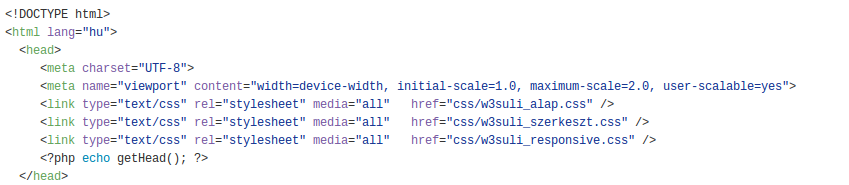 <!DOCTYPE html>
<html lang="hu">
  <head>
     <meta charset="UTF-8">
     <meta name="viewport" content="width=device-width, initial-scale=1.0, maximum-scale=2.0, user-scalable=yes">
     <link type="text/css" rel="stylesheet" media="all"   href="css/w3suli_alap.css" />
     <link type="text/css" rel="stylesheet" media="all"   href="css/w3suli_szerkeszt.css" />
     <link type="text/css" rel="stylesheet" media="all"   href="css/w3suli_responsive.css" />
     <?php echo getHead(); ?>
  </head>